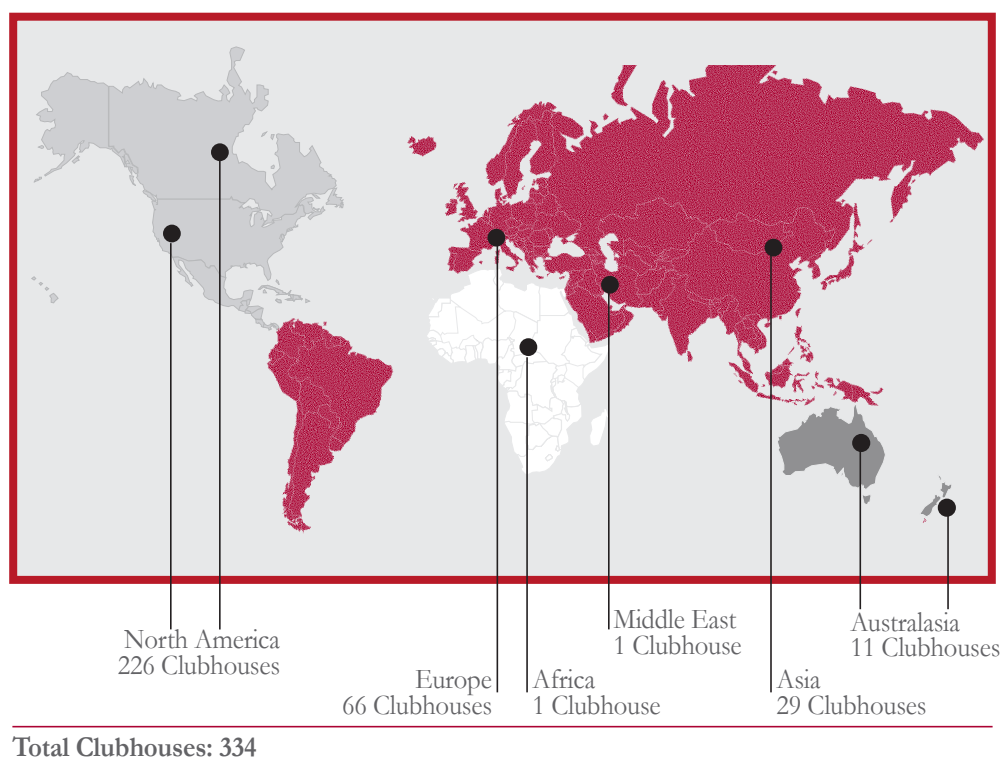 North America
226 Clubhouses
Europe
66 Clubhouses
Africa
1 Clubhouse
Middle East
1 Clubhouse
Asia
29 Clubhouses
Australasia
11 Clubhouses
Total Clubhouses: 334